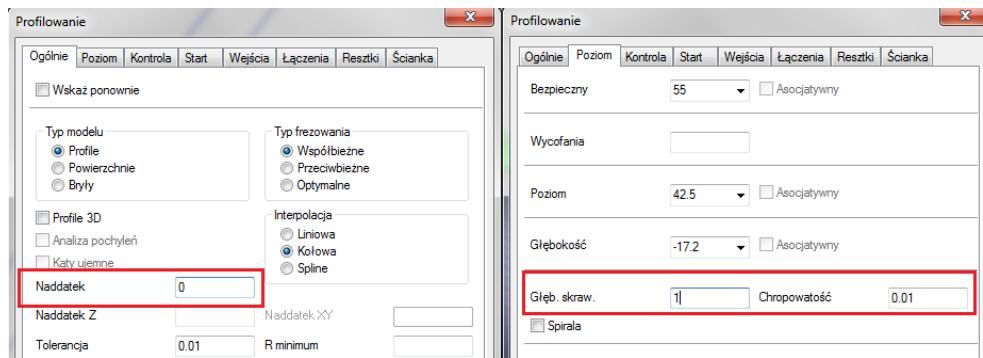 Profilowanie
Ogólnie Poziom Kontrola Start Wejścia Łączenia Resztki Ścianka
Wskaż ponownie
Typ modelu
Profile
Powierzchnie
Bryły
Typ frezowania
Współbieżne
Przeciwbieżne
Optymalne
Profile 3D
Analiza pochyleń
Kąty ujemne
Interpolacja
Liniowa
Kołowa
Spline
Naddatek 0
Naddatek Z Naddatek XY
Tolerancja 0.01 R minimum
Profilowanie
Ogólnie Poziom Kontrola Start Wejścia Łączenia Resztki Ścianka
Bezpieczny 55 Asocjatywny
Wycofania
Poziom 42.5 Asocjatywny
Głębokość -17.2 Asocjatywny
Głęb. skraw. 1 Chropowatość 0.01
Spirala